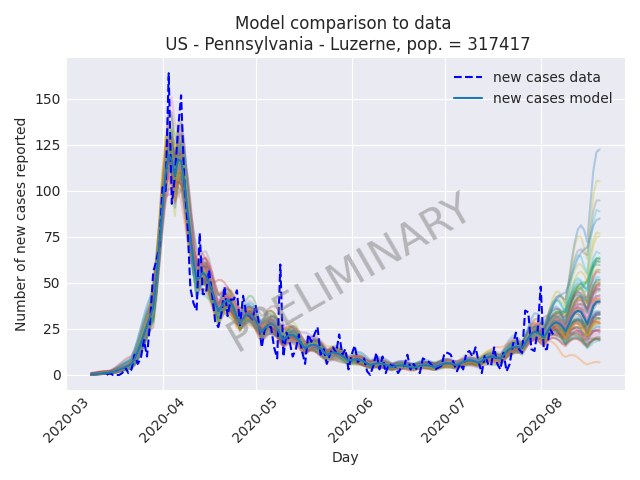 Model comparison to data
US - Pennsylvania - Luzerne, pop. = 317417
new cases data
new cases model
Number of new cases reported
150
125
100
75
50
25
0
PRELIMINARY
2020-03
2020-04
2020-05
2020-06
2020-07
2020-08
Day